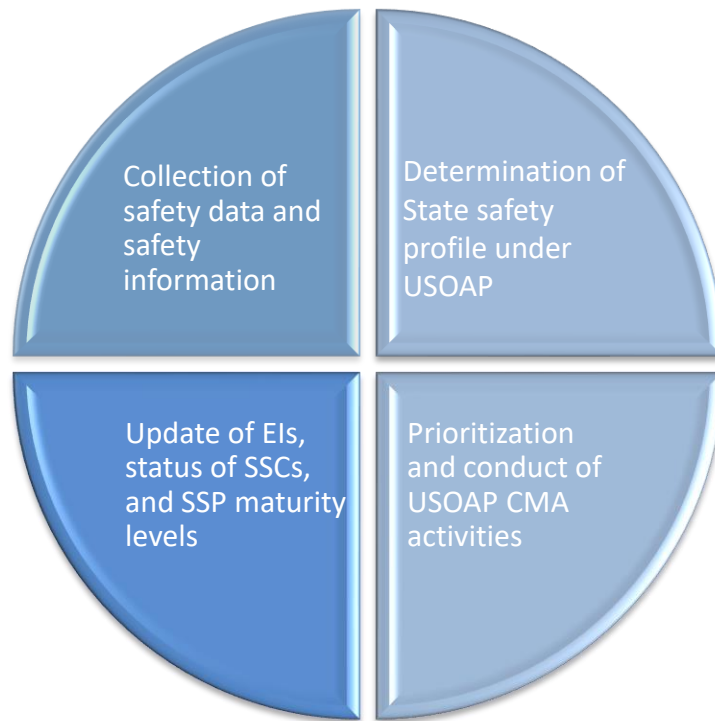 Collection of
safety data and
safety
information
Determination of
State safety
profile under
USOAP
Update of EIs,
status of SSCs,
and SSP maturity
levels
Prioritization
and conduct of
USOAP CMA
activities